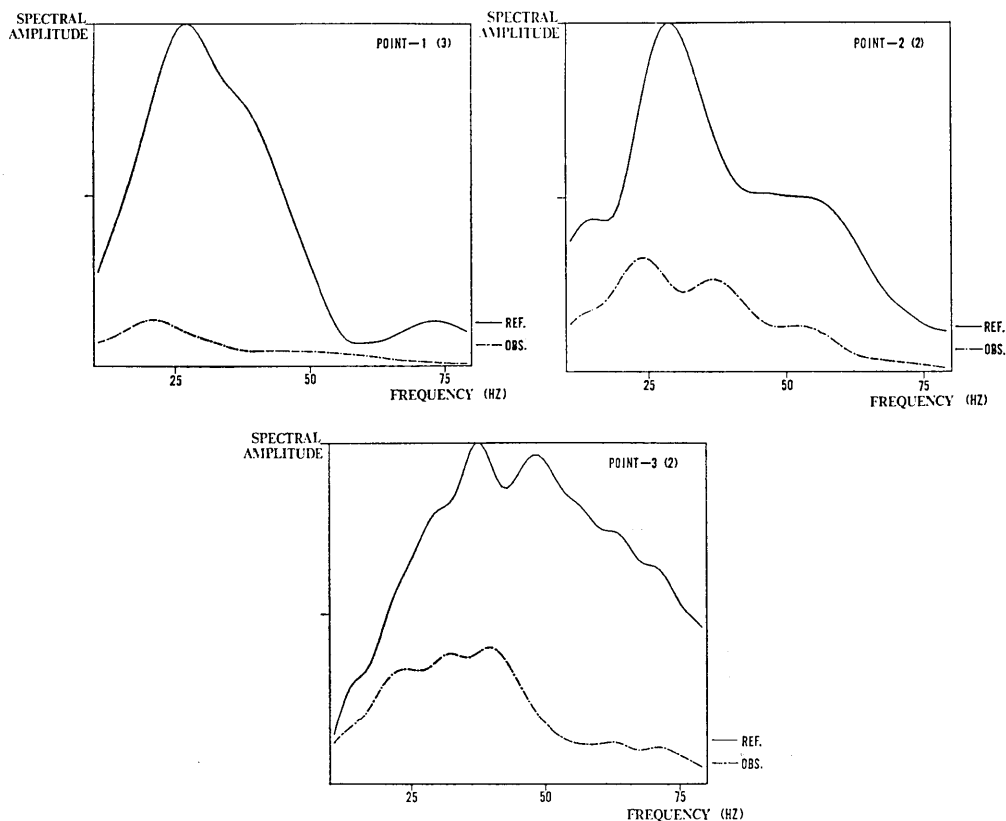 SPECTRAL
AMPLITUDE
POINT—1 (3)
REF.
OBS.
25
50
75
FREQUENCY (HZ)
SPECTRAL
AMPLITUDE
POINT—2 (2)
REF.
OBS.
25
50
75
FREQUENCY (HZ)
SPECTRAL
AMPLITUDE
POINT—3 (2)
REF.
OBS.
25
50
75
FREQUENCY (HZ)